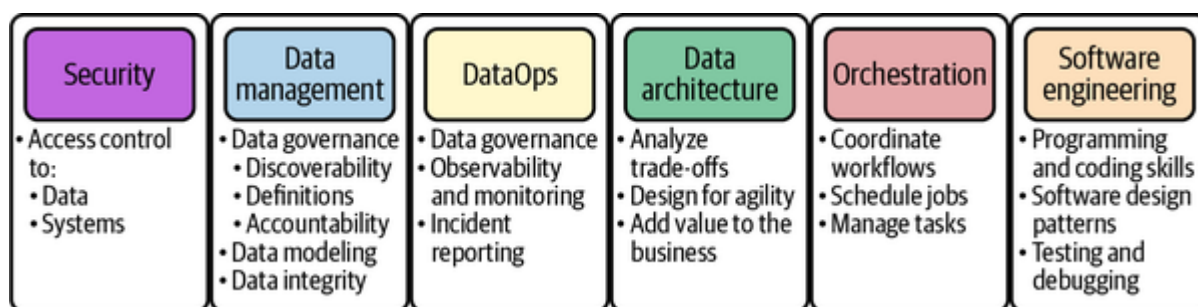 Security
• Access control
to:
• Data
• Systems
Data
management
• Data governance
• Discoverability
• Definitions
• Accountability
• Data modeling
• Data integrity
DataOps
• Data governance
• Observability
and monitoring
• Incident
reporting
Data
architecture
• Analyze
trade-offs
• Design for agility
• Add value to the
business
Orchestration
• Coordinate
workflows
• Schedule jobs
• Manage tasks
Software
engineering
• Programming
and coding skills
• Software design
patterns
• Testing and
debugging